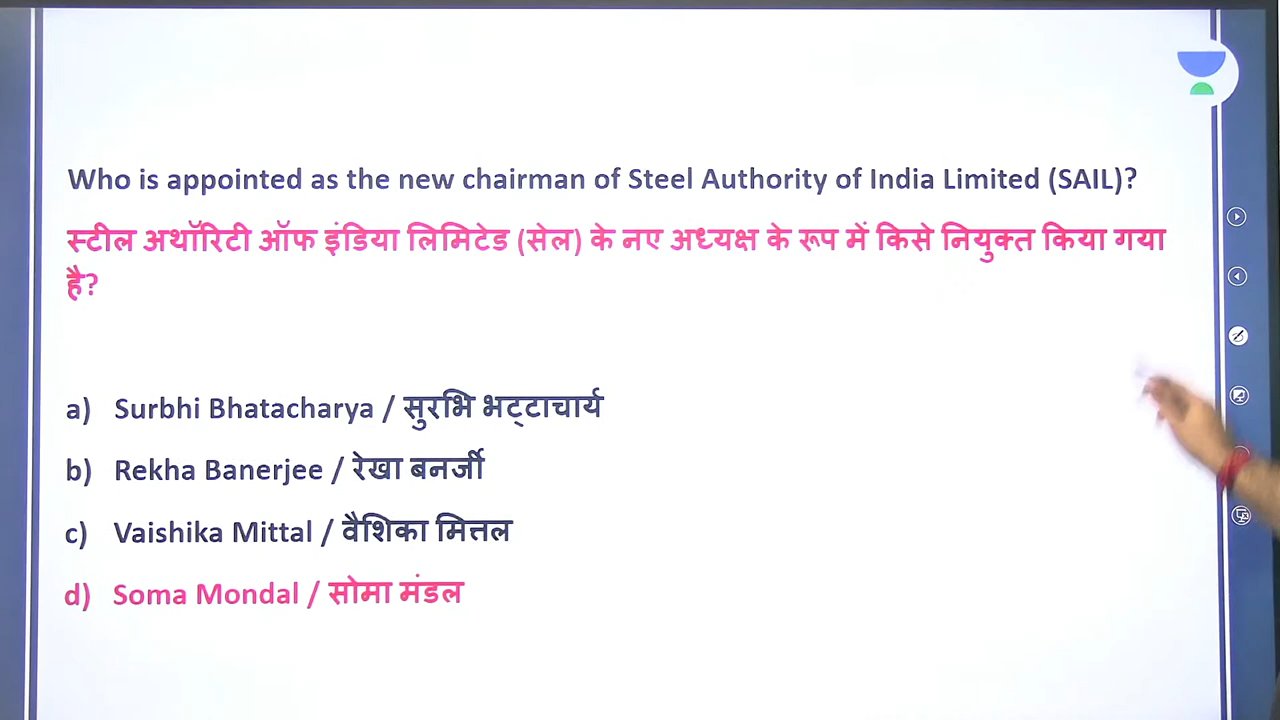 Who is appointed as the new chairman of Steel Authority of India Limited (SAIL)?
स्टील अथॉरिटी ऑफ इंडिया लिमिटेड (सेल) के नए अध्यक्ष के रूप में किसे नियुक्त किया गया
है?
a) Surbhi Bhatacharya / सुरभि भट्टाचार्य
b) Rekha Banerjee / रेखा बनर्जी
c) Vaishika Mittal / वैशिका मित्तल
d) Soma Mondal / सोमा मंडल